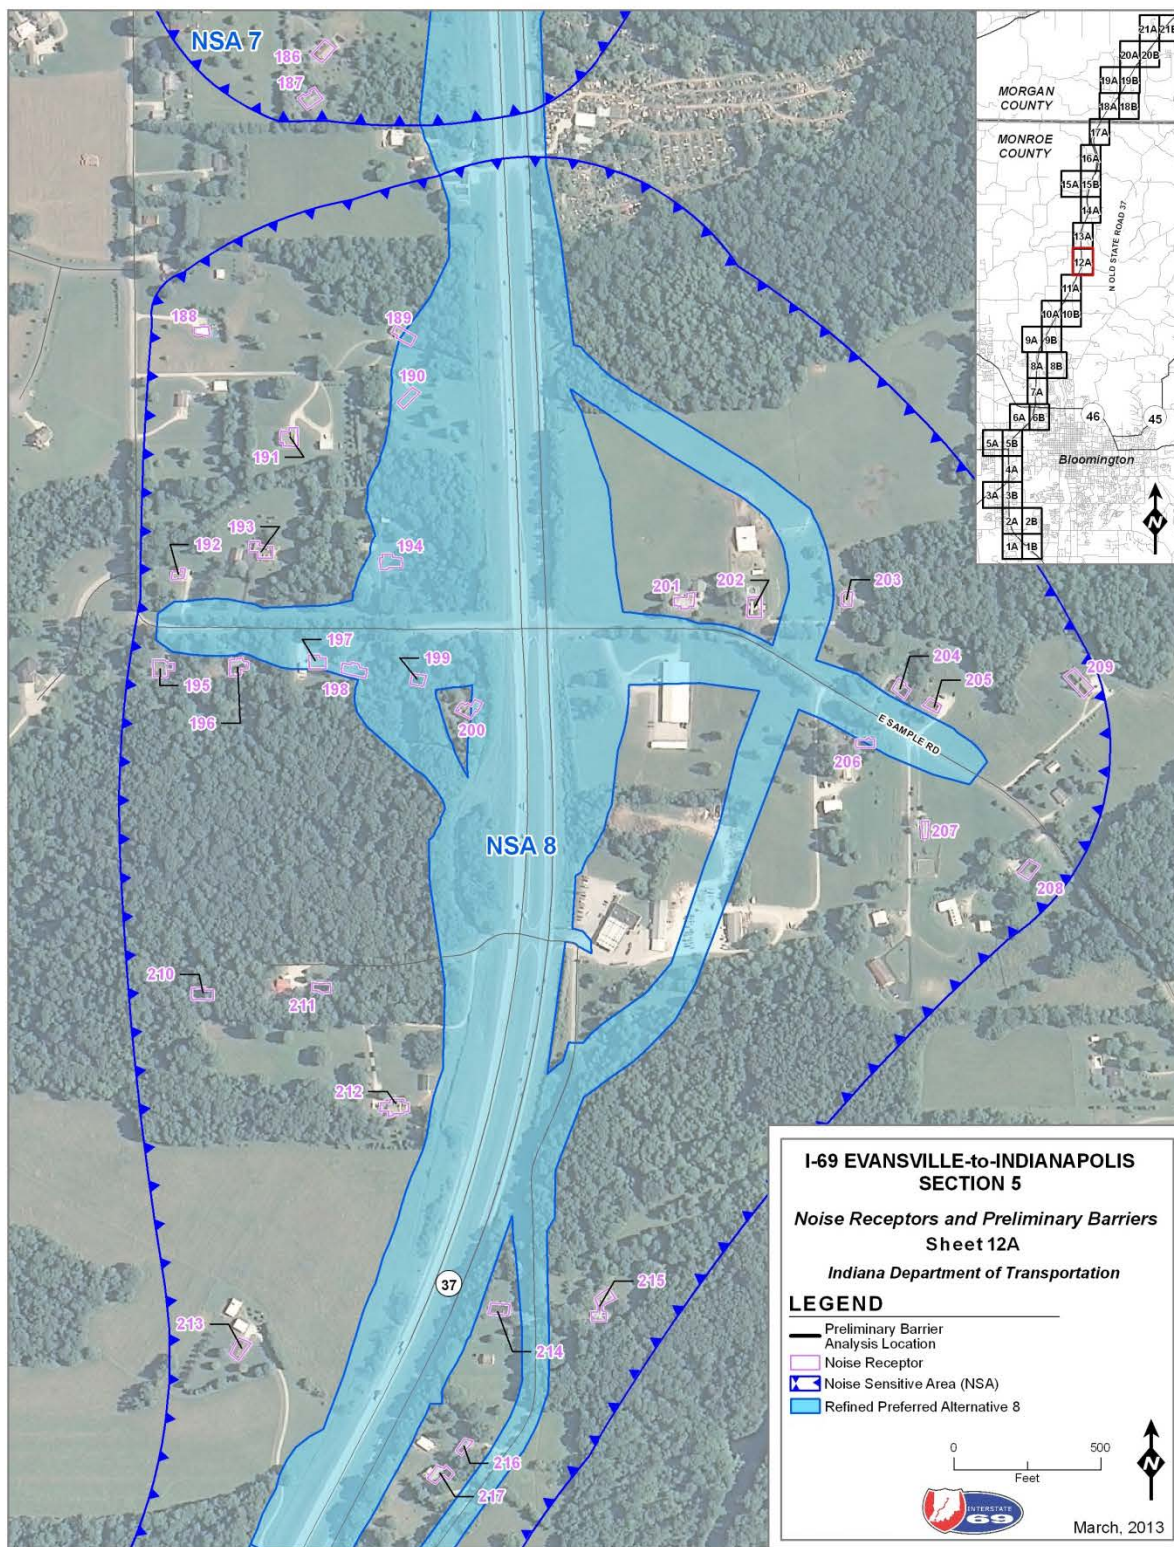 NSA 7
186
187
188
189
190
191
192
193
194
201
202
203
195
196
197
198
199
200
204
205
209
E SAMPLE RD
206
NSA 8
207
208
210
211
212
37
213
214
215
216
217
21A 21B
20A 20B
19A 19B
18A 18B
MORGAN
COUNTY
17A
MONROE
COUNTY
16A
15A 15B
14A
13A
12A
N OLD STATE ROAD 37
11A
10A 10B
9A 9B
8A 8B
7A
6A 6B
46
45
5A 5B
Bloomington
4A
3A 3B
2A 2B
1A 1B
N
I-69 EVANSVILLE-to-INDIANAPOLIS
SECTION 5
Noise Receptors and Preliminary Barriers
Sheet 12A
Indiana Department of Transportation
LEGEND
Preliminary Barrier
Analysis Location
Noise Receptor
Noise Sensitive Area (NSA)
Refined Preferred Alternative 8
0 500
Feet
N
INTERSTATE
69
March, 2013